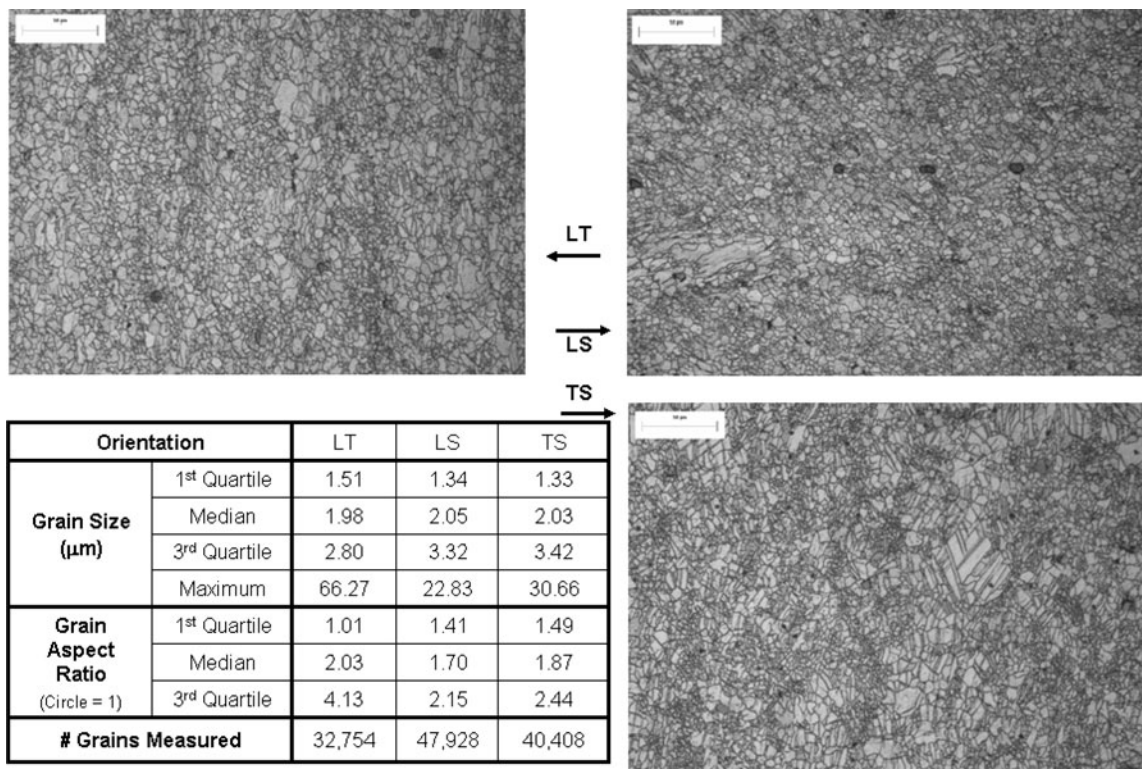 LT
LS
TS
Orientation LT LS TS
Grain Size (μm) 1st Quartile 1.51 1.34 1.33
Median 1.98 2.05 2.03
3rd Quartile 2.80 3.32 3.42
Maximum 66.27 22.83 30.66
Grain Aspect Ratio (Circle = 1) 1st Quartile 1.01 1.41 1.49
Median 2.03 1.70 1.87
3rd Quartile 4.13 2.15 2.44
# Grains Measured 32,754 47,928 40,408